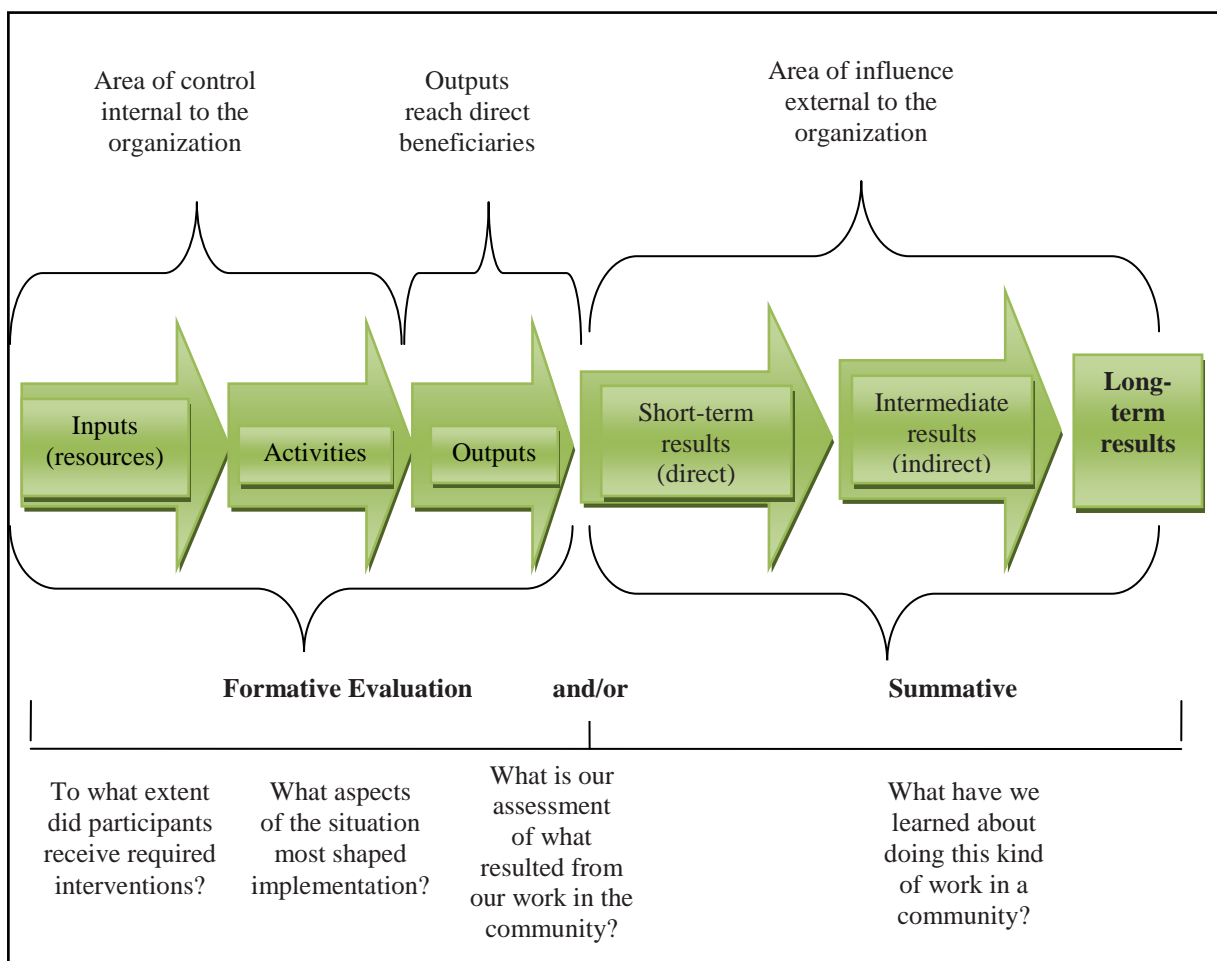 Area of control
internal to the
organization
Outputs
reach direct
beneficiaries
Area of influence
external to the
organization
Inputs
(resources)
Activities
Outputs
Short-term
results
(direct)
Intermediate
results
(indirect)
Long-
term
results
Formative Evaluation and/or Summative
To what extent
did participants
receive required
interventions?
What aspects
of the situation
most shaped
implementation?
What is our
assessment
of what
resulted from
our work in the
community?
What have we
learned about
doing this kind
of work in a
community?